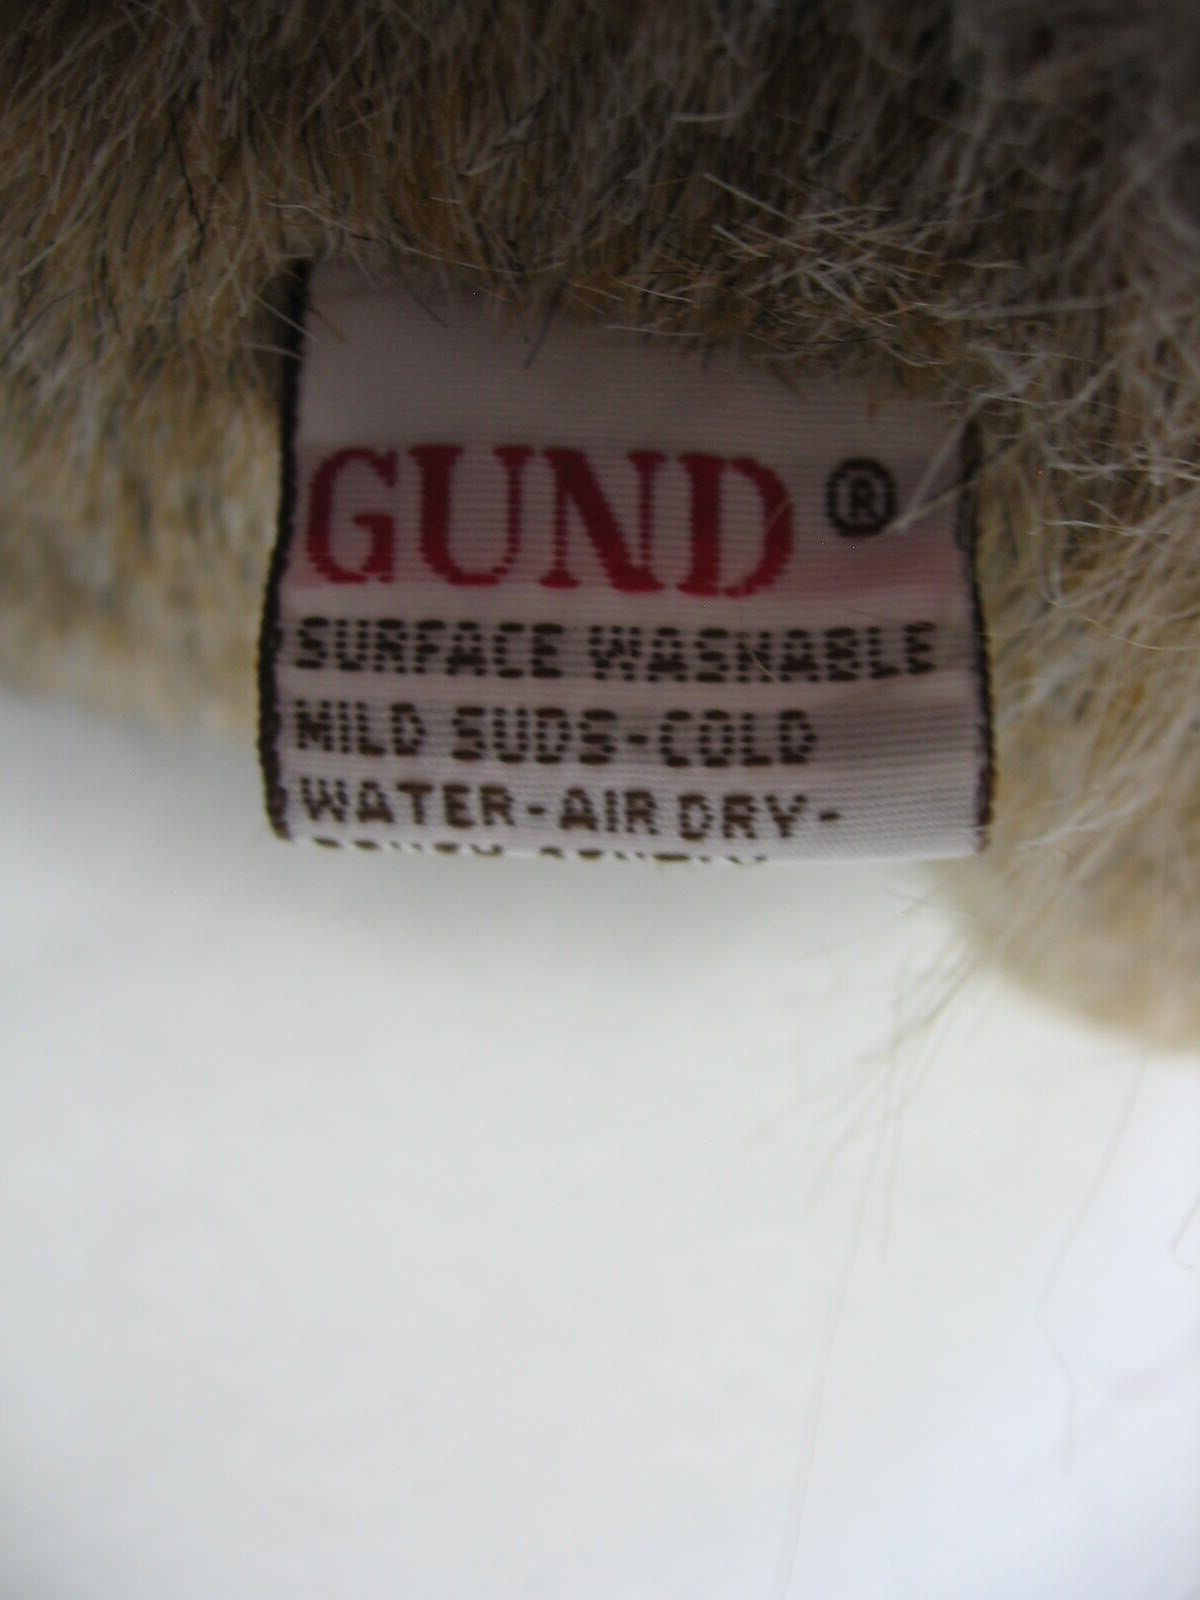 GUND ®
SURFACE WASHABLE
MILD SUDS-COLD
WATER-AIR DRY-